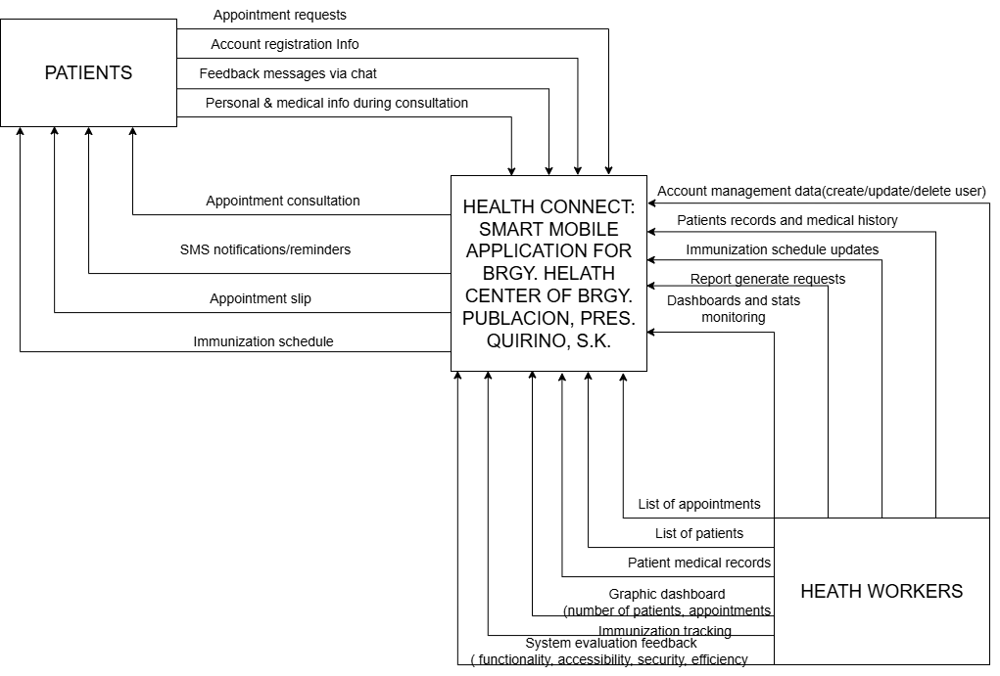 Appointment requests
Account registration Info
PATIENTS
Feedback messages via chat
Personal & medical info during consultation
Appointment consultation
SMS notifications/reminders
Appointment slip
Immunization schedule
HEALTH CONNECT:
SMART MOBILE
APPLICATION FOR
BRGY. HELATH
CENTER OF BRGY.
PUBLACION, PRES.
QUIRINO, S.K.
Account management data(create/update/delete user)
Patients records and medical history
Immunization schedule updates
Report generate requests
Dashboards and stats
monitoring
List of appointments
List of patients
Patient medical records
Graphic dashboard
(number of patients, appointments
Immunization tracking
System evaluation feedback
( functionality, accessibility, security, efficiency
HEATH WORKERS